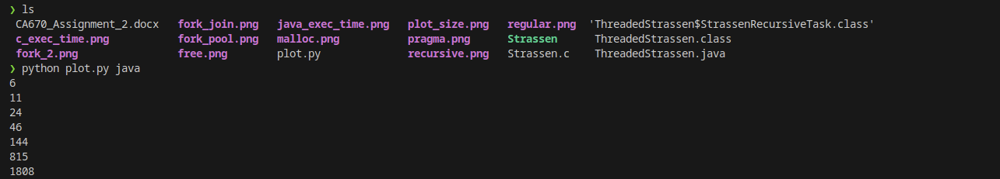 ❯ ls
CA670_Assignment_2.docx fork_join.png java_exec_time.png plot_size.png regular.png 'ThreadedStrassen$StrassenRecursiveTask.class'
c_exec_time.png fork_pool.png malloc.png pragma.png Strassen ThreadedStrassen.class
fork_2.png free.png plot.py recursive.png Strassen.c ThreadedStrassen.java
❯ python plot.py java
6
11
24
46
144
815
1808